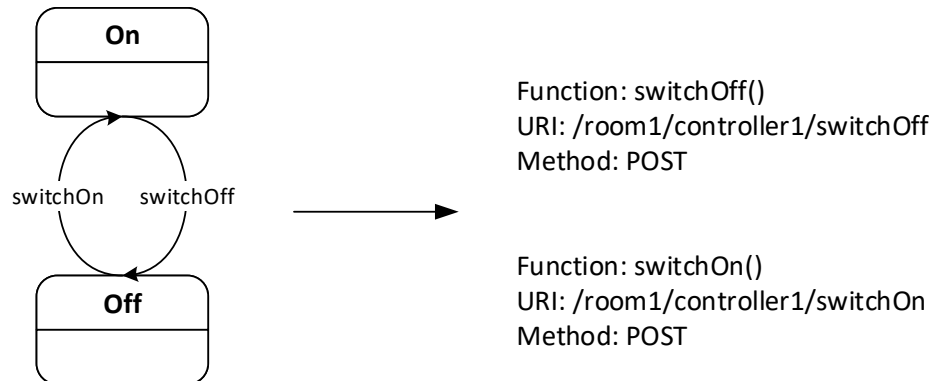 On
switchOn
switchOff
Off
Function: switchOff()
URI: /room1/controller1/switchOff
Method: POST
Function: switchOn()
URI: /room1/controller1/switchOn
Method: POST